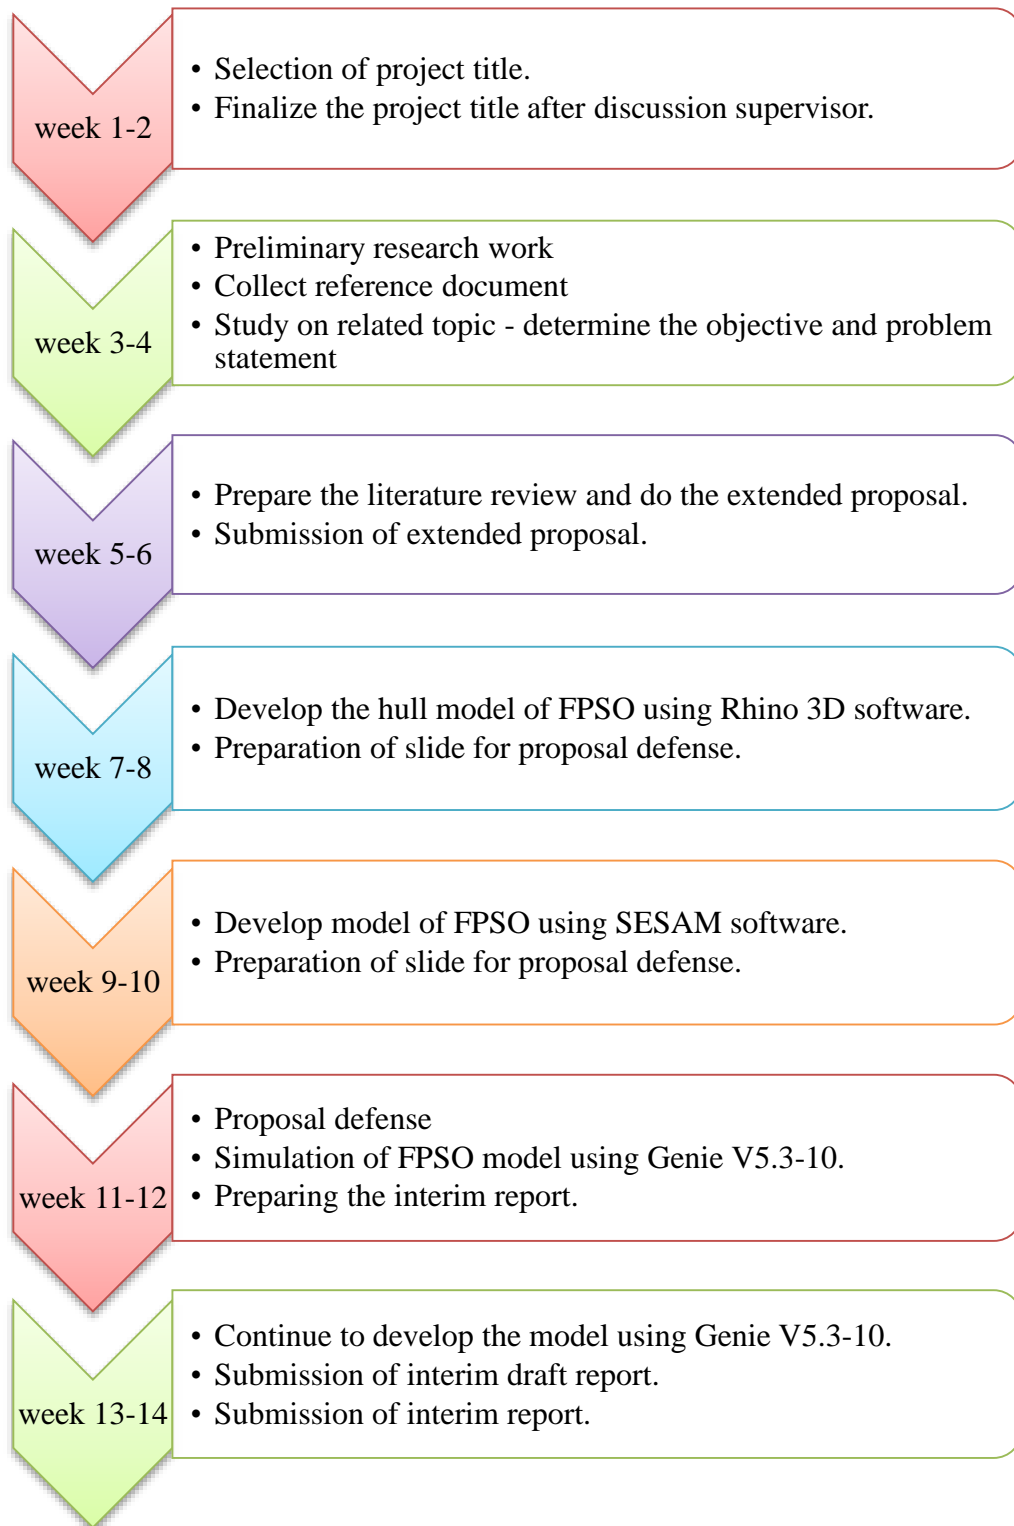 week 1-2
• Selection of project title.
• Finalize the project title after discussion supervisor.
week 3-4
• Preliminary research work
• Collect reference document
• Study on related topic - determine the objective and problem
statement
week 5-6
• Prepare the literature review and do the extended proposal.
• Submission of extended proposal.
week 7-8
• Develop the hull model of FPSO using Rhino 3D software.
• Preparation of slide for proposal defense.
week 9-10
• Develop model of FPSO using SESAM software.
• Preparation of slide for proposal defense.
week 11-12
• Proposal defense
• Simulation of FPSO model using Genie V5.3-10.
• Preparing the interim report.
week 13-14
• Continue to develop the model using Genie V5.3-10.
• Submission of interim draft report.
• Submission of interim report.